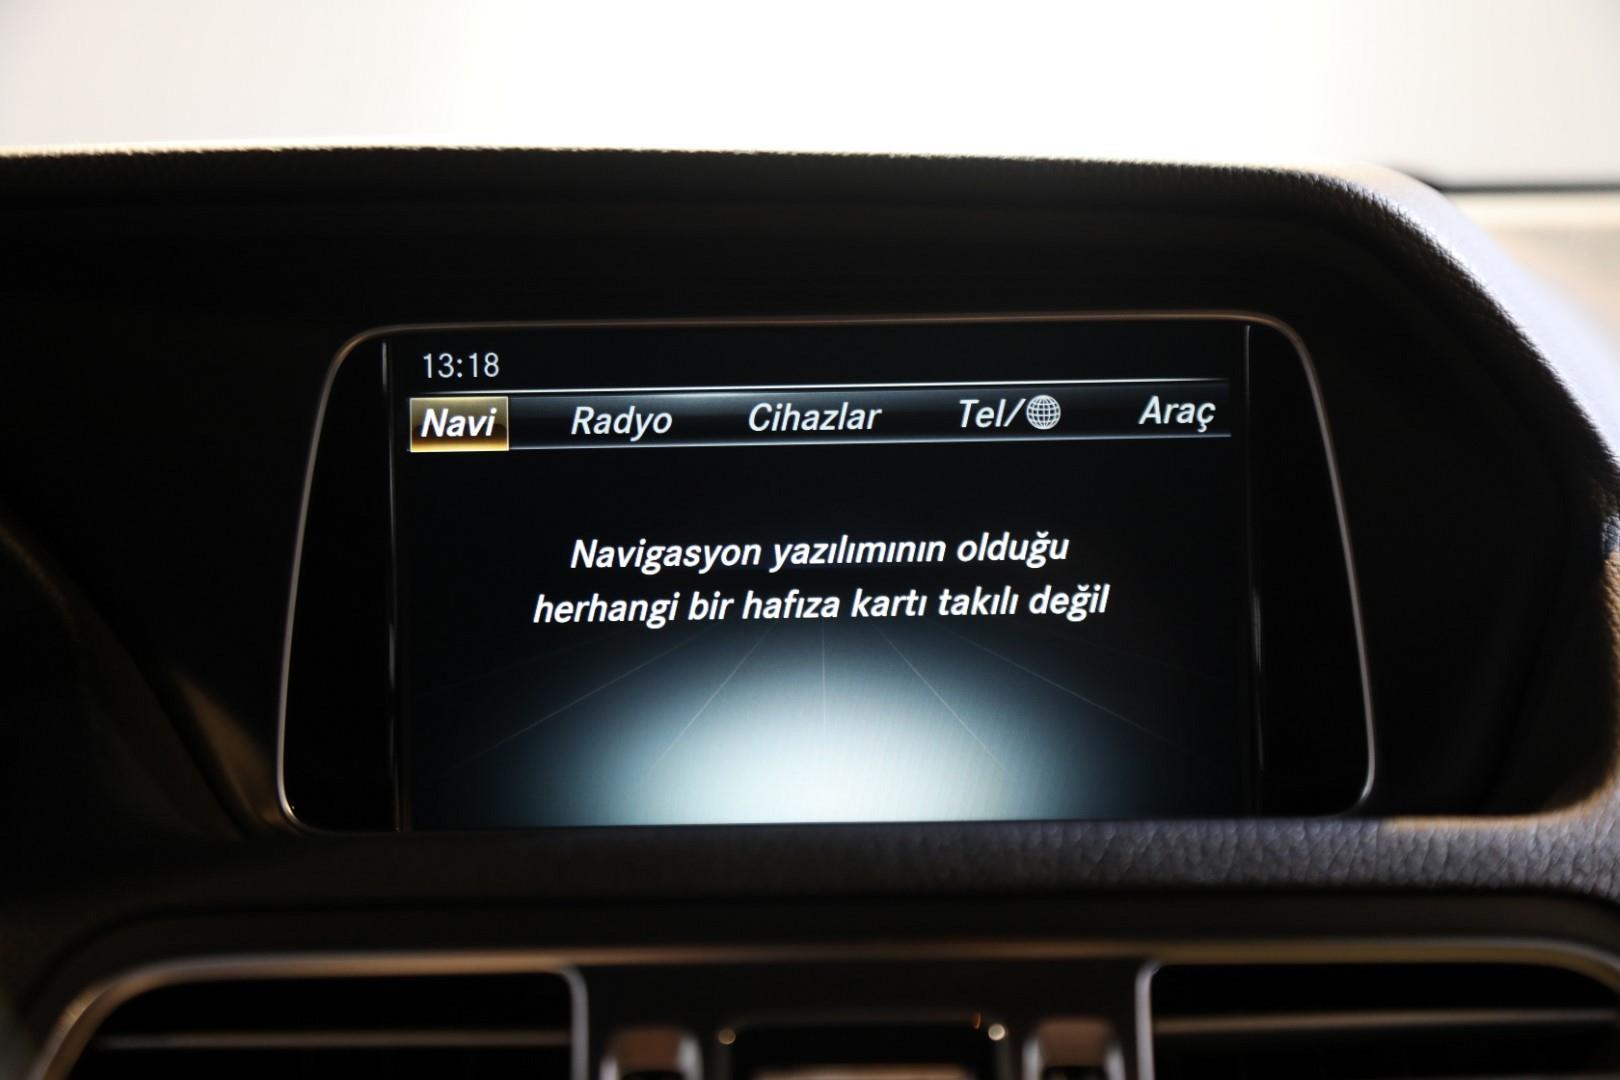 13:18
Navi Radyo Cihazlar Tel/ Araç
Navigasyon yazılımının olduğu
herhangi bir hafıza kartı takılı değil